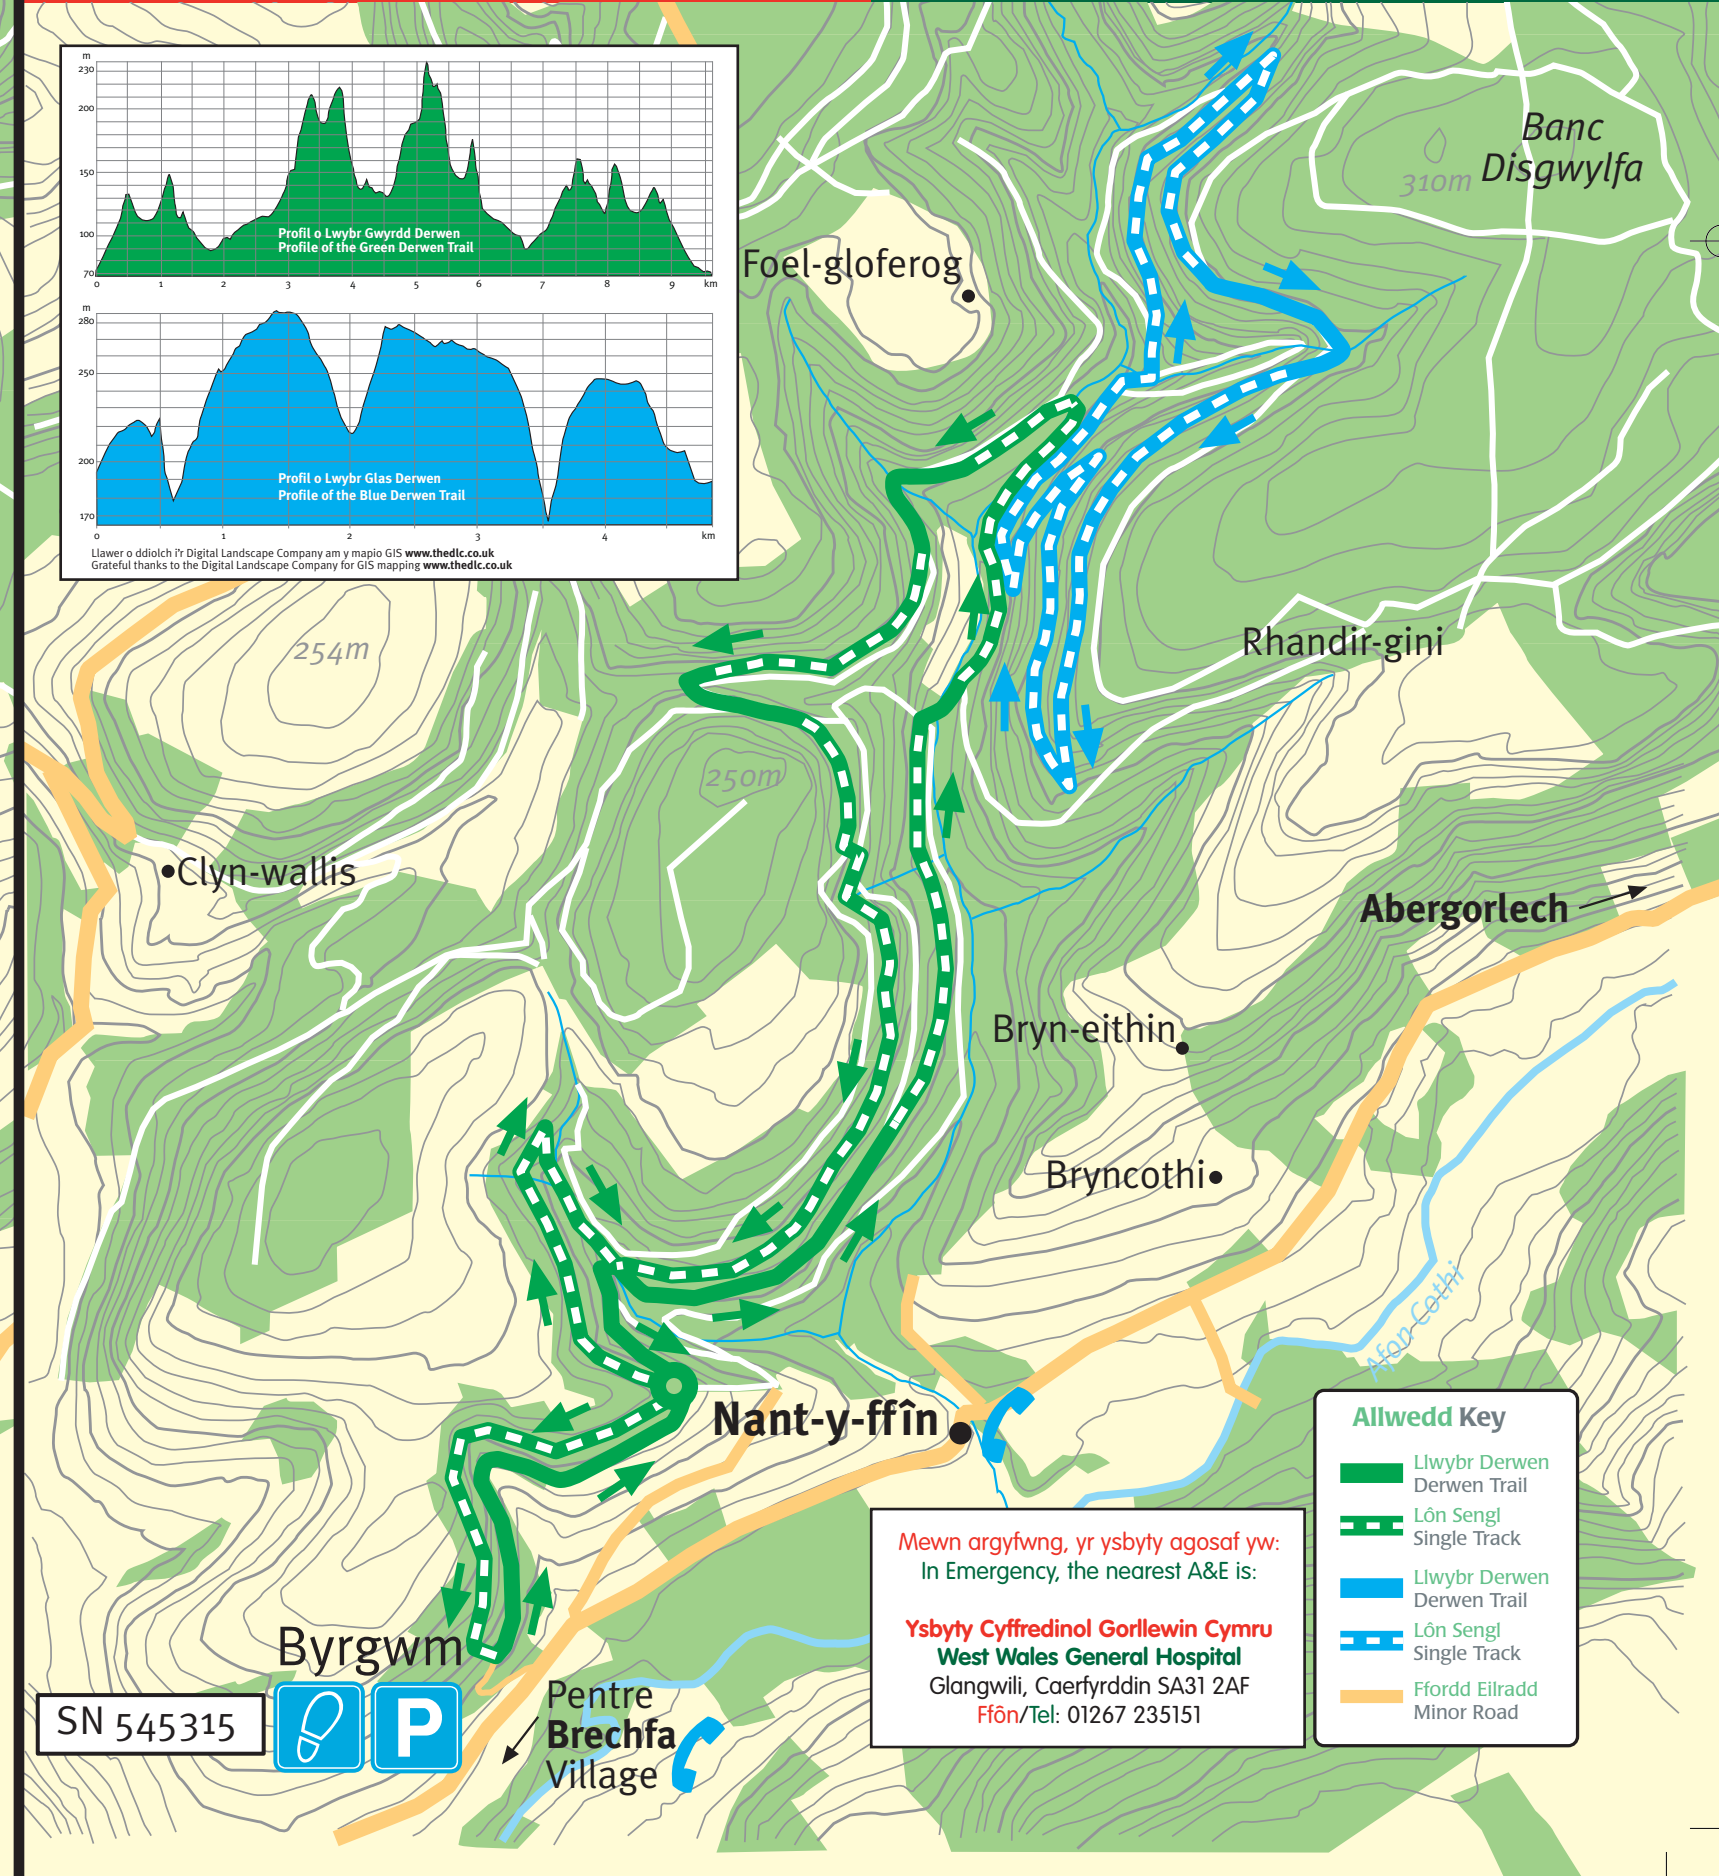 m
230
200
150
100
70
Profil o Lwybr Gwyrdd Derwen
Profile of the Green Derwen Trail
0 1 2 3 4 5 6 7 8 9 km
m
280
250
200
170
Profil o Lwybr Glas Derwen
Profile of the Blue Derwen Trail
0 1 2 3 4 km
Llawer o ddiolch i'r Digital Landscape Company am y mapio GIS www.thedlc.co.uk
Grateful thanks to the Digital Landscape Company for GIS mapping www.thedlc.co.uk
Banc
Disgwylfa
310m
Foel-gloferog
254m
Rhandir-gini
250m
Clyn-wallis
Abergorlech
Bryn-eithin
Bryncothi
Afon Cothi
Nant-y-ffîn
Byrgwm
SN 545315
P
Pentre
Brechfa
Village
Mewn argyfwng, yr ysbyty agosaf yw:
In Emergency, the nearest A&E is:
Ysbyty Cyffredinol Gorllewin Cymru
West Wales General Hospital
Glangwili, Caerfyrddin SA31 2AF
Ffôn/Tel: 01267 235151
Allwedd Key
Llwybr Derwen
Derwen Trail
Lôn Sengl
Single Track
Llwybr Derwen
Derwen Trail
Lôn Sengl
Single Track
Ffordd Eilradd
Minor Road